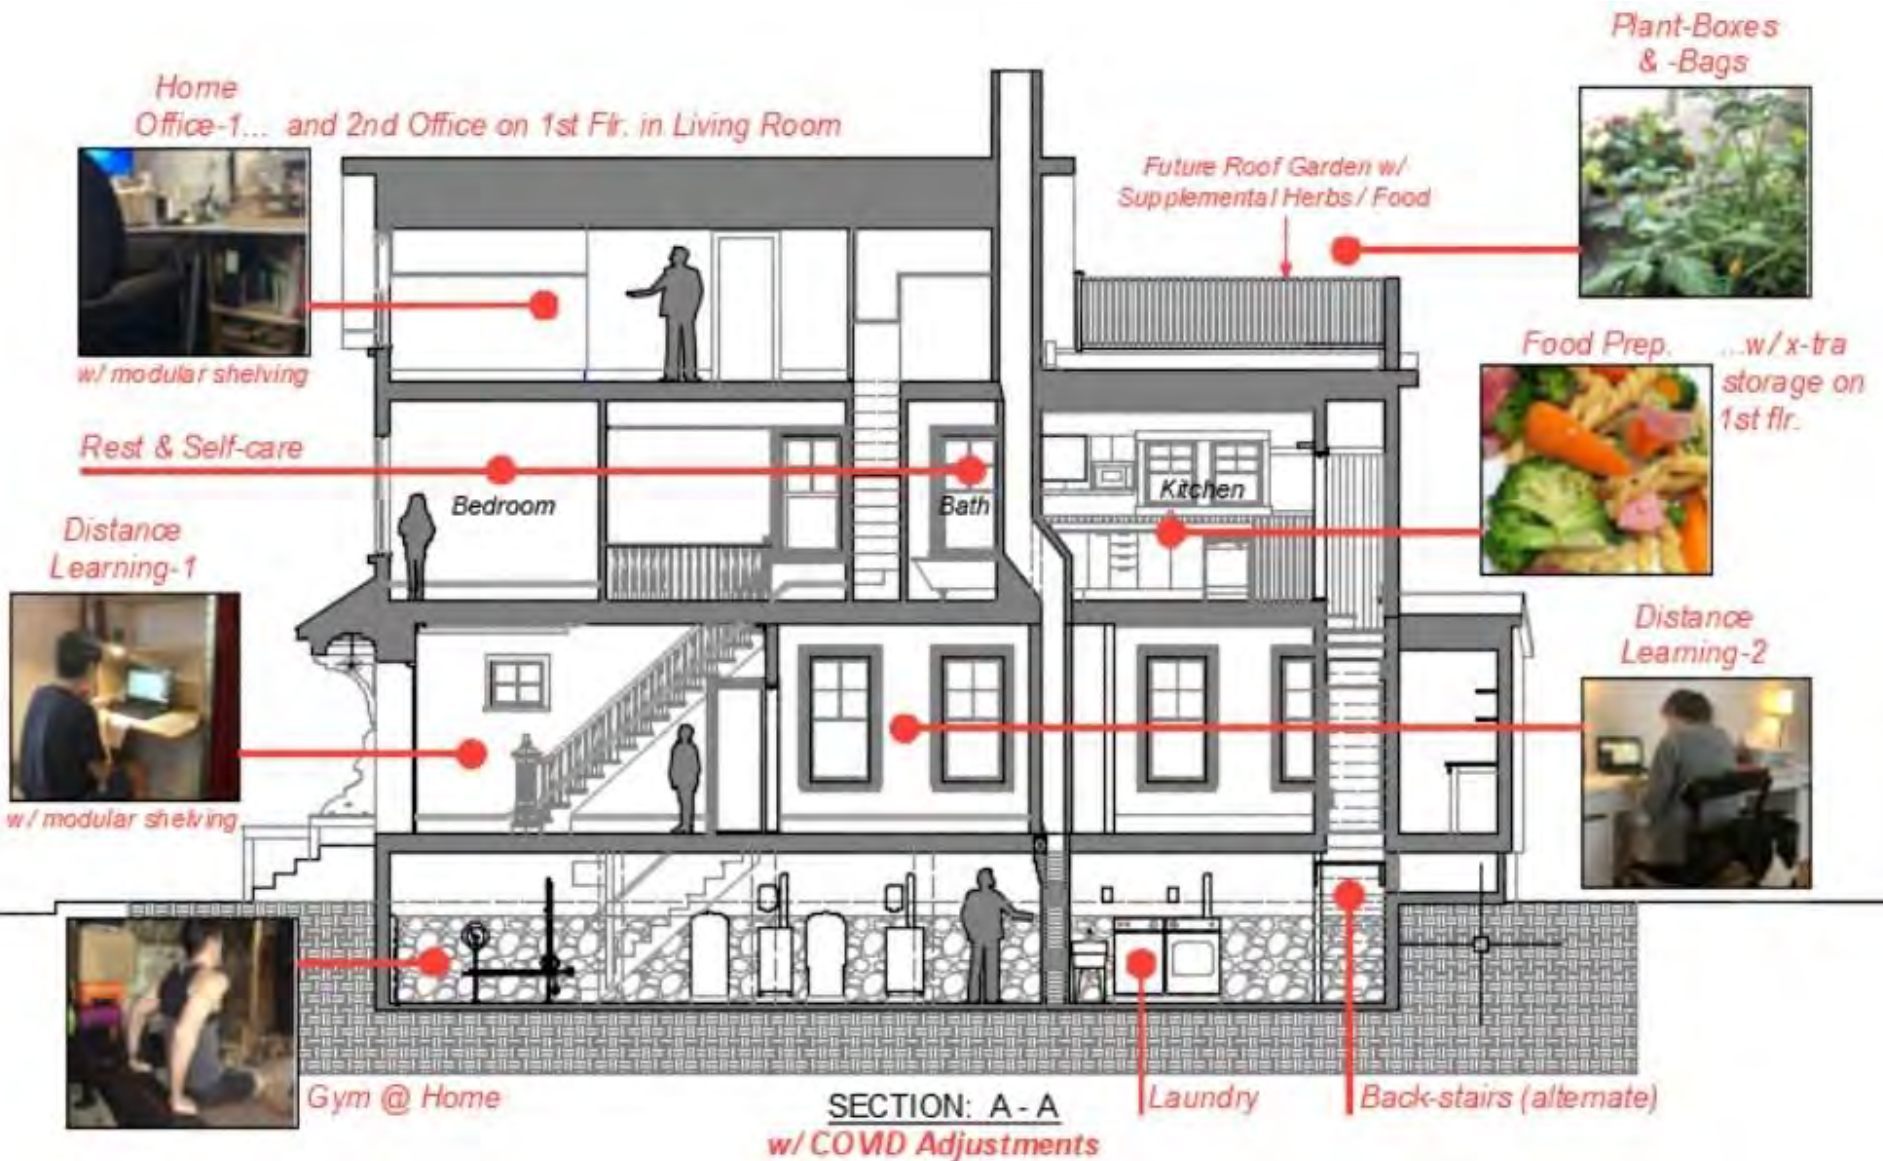 Plant-Boxes
& -Bags
Home
Office-1... and 2nd Office on 1st Flr. in Living Room
Future Roof Garden w/
Supplemental Herbs / Food
w/ modular shelving
Food Prep.
...w/ x-tra
storage on
1st flr.
Rest & Self-care
Bedroom
Bath
Kitchen
Distance
Learning-1
w/ modular shelving
Distance
Learning-2
Gym @ Home
SECTION: A - A
w/ COVID Adjustments
Laundry
Back-stairs (alternate)